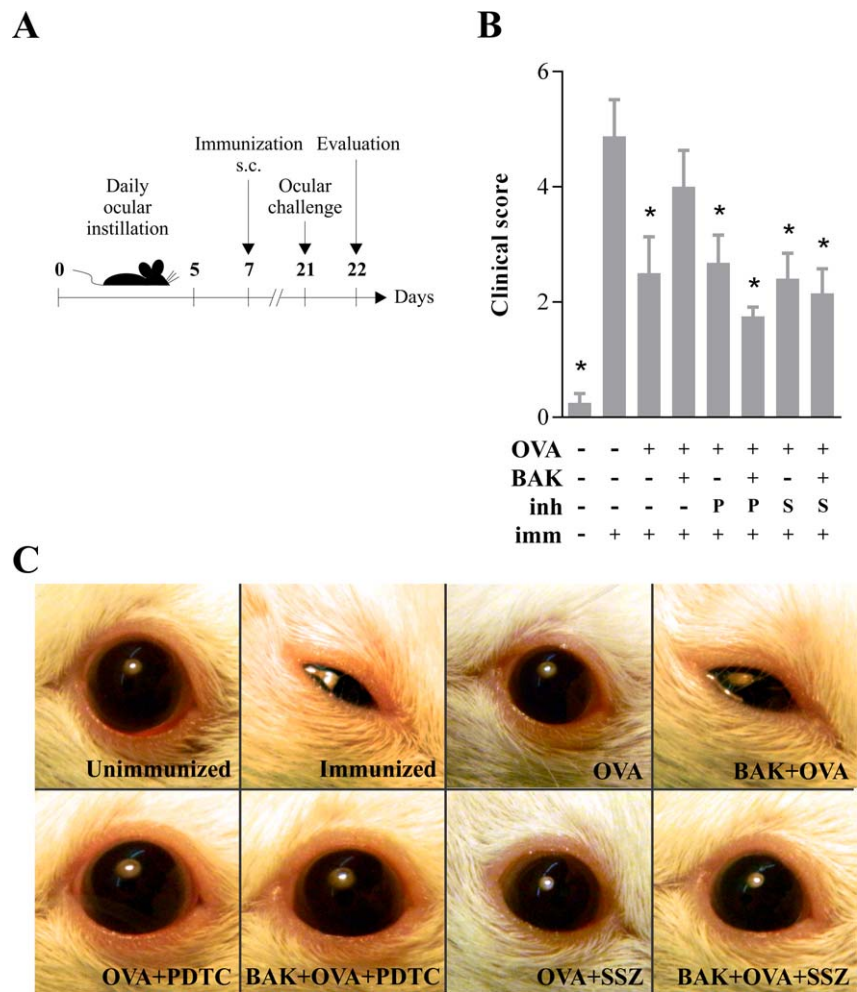 A
Immunization
s.c.
Evaluation
Daily
ocular
instillation
Ocular
challenge
0 5 7 21 22
Days
B
Clinical score
6
4
2
0
* * * * * *
OVA - - + + + + + +
BAK - - - + - + - +
inh - - - - P P S S
imm - + + + + + + +
C
Unimmunized
Immunized
OVA
BAK+OVA
OVA+PDTC
BAK+OVA+PDTC
OVA+SSZ
BAK+OVA+SSZ